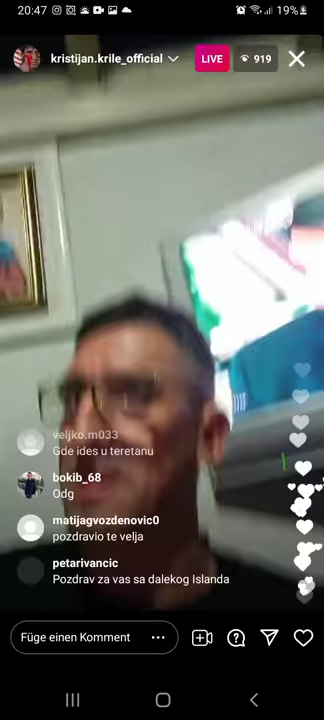 20:47
19%
kristijan.krile_official
LIVE
919
veljko.m033
Gde ides u teretanu
bokib_68
Odg
matijagvozdenovic0
pozdravio te velja
petarivancic
Pozdrav za vas sa dalekog Islanda
Füge einen Komment